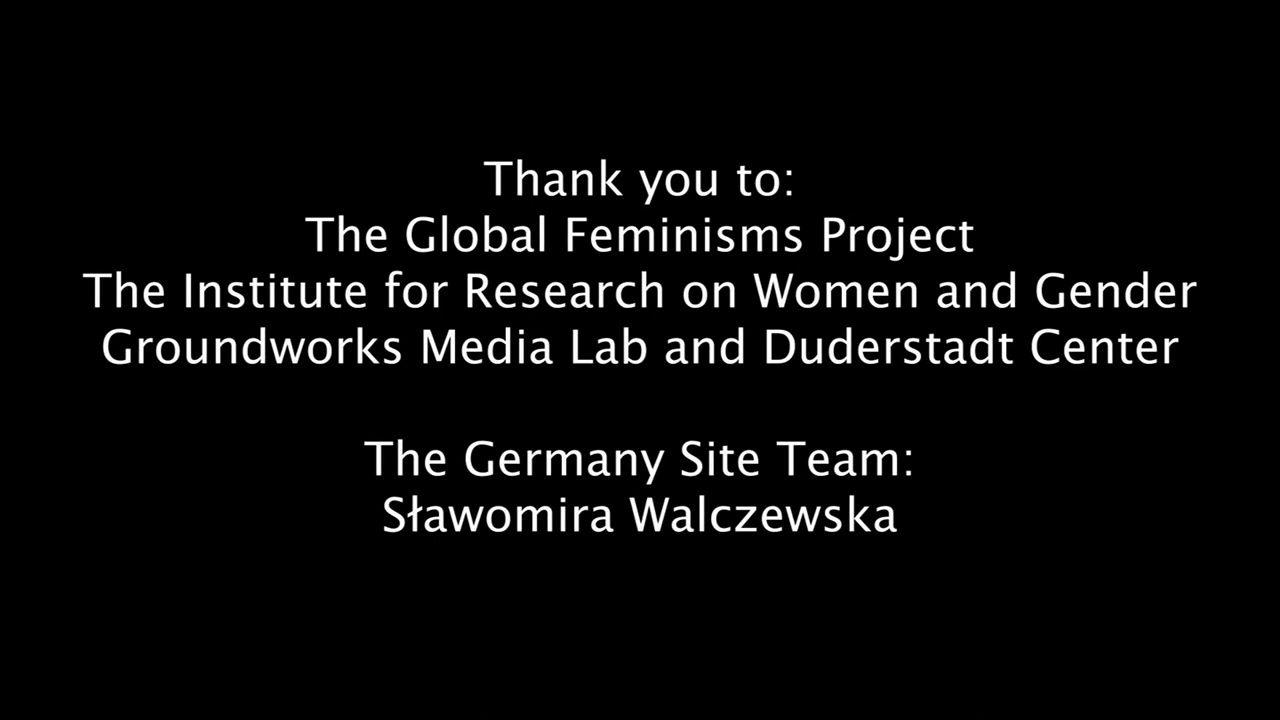 Thank you to:
The Global Feminisms Project
The Institute for Research on Women and Gender
Groundworks Media Lab and Duderstadt Center
The Germany Site Team:
Sławomira Walczewska